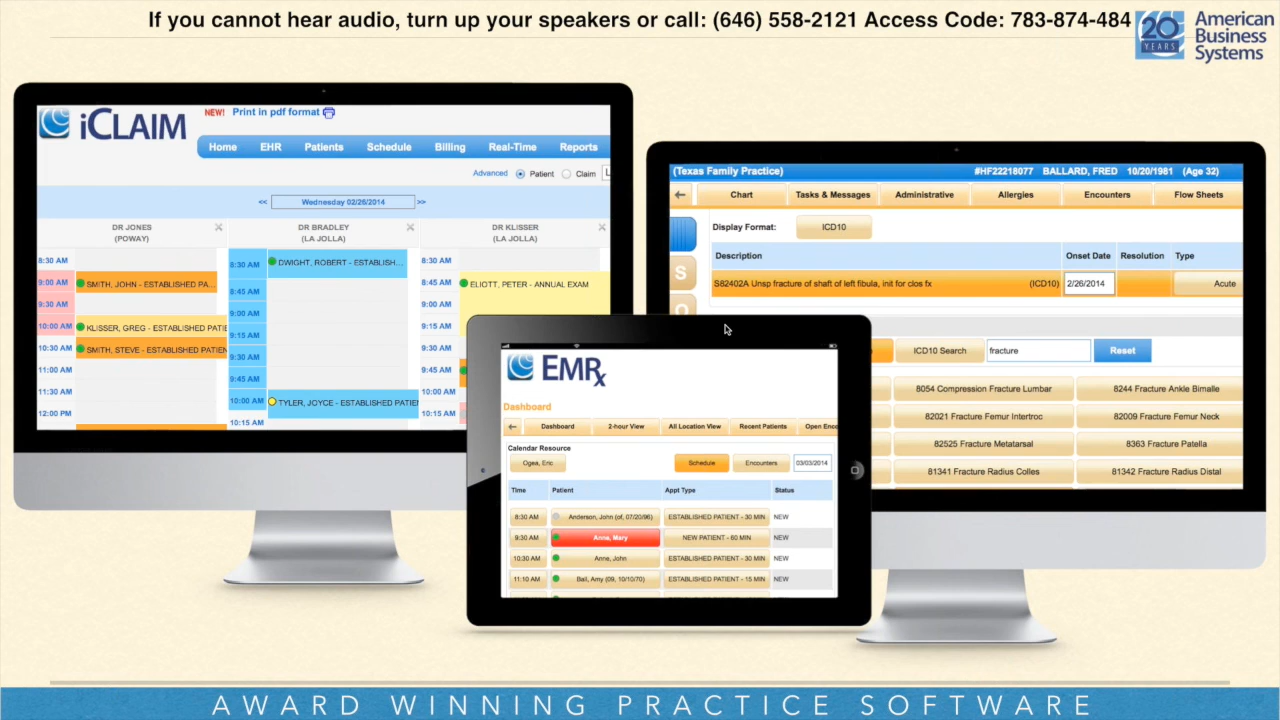 If you cannot hear audio, turn up your speakers or call: (646) 558-2121 Access Code: 783-874-484
20 YEARS
American
Business
Systems
iCLAIM
NEW! Print in pdf format
Home EHR Patients Schedule Billing Real-Time Reports
Advanced Patient Claim
<< Wednesday 02/26/2014 >>
DR JONES
(POWAY)
DR BRADLEY
(LA JOLLA)
DR KLISSER
(LA JOLLA)
8:30 AM
9:00 AM SMITH, JOHN - ESTABLISHED PA...
9:30 AM
10:00 AM KLISSER, GREG - ESTABLISHED PATIE
10:30 AM SMITH, STEVE - ESTABLISHED PATIEN
11:00 AM
11:30 AM
12:00 PM
8:30 AM DWIGHT, ROBERT - ESTABLISH...
8:45 AM
9:00 AM
9:15 AM
9:30 AM
9:45 AM
10:00 AM TYLER, JOYCE - ESTABLISHED PATIEI
10:15 AM
8:30 AM
8:45 AM ELIOTT, PETER - ANNUAL EXAM
9:00 AM
9:15 AM
9:30 AM
9:45 AM
10:00 AM
10:15 AM
(Texas Family Practice) #HF22218077 BALLARD, FRED 10/20/1981 (Age 32)
Chart Tasks & Messages Administrative Allergies Encounters Flow Sheets
Display Format: ICD10
Description Onset Date Resolution Type
S
S82402A Unsp fracture of shaft of left fibula, init for clos fx (ICD10) 2/26/2014 Acute
ICD10 Search fracture Reset
8054 Compression Fracture Lumbar 8244 Fracture Ankle Bimalle
82021 Fracture Femur Intertroc 82009 Fracture Femur Neck
82525 Fracture Metatarsal 8363 Fracture Patella
81341 Fracture Radius Colles 81342 Fracture Radius Distal
EMRx
Dashboard
Dashboard 2-hour View All Location View Recent Patients Open Enco
Calendar Resource
Ogea, Eric Schedule Encounters 03/03/2014
Time Patient Appt Type Status
8:30 AM Anderson, John (of, 07/20/96) ESTABLISHED PATIENT - 30 MIN NEW
9:30 AM Anne, Mary NEW PATIENT - 60 MIN NEW
10:30 AM Anne, John ESTABLISHED PATIENT - 30 MIN NEW
11:10 AM Ball, Amy (09, 10/10/70) ESTABLISHED PATIENT - 15 MIN NEW
AWARD WINNING PRACTICE SOFTWARE